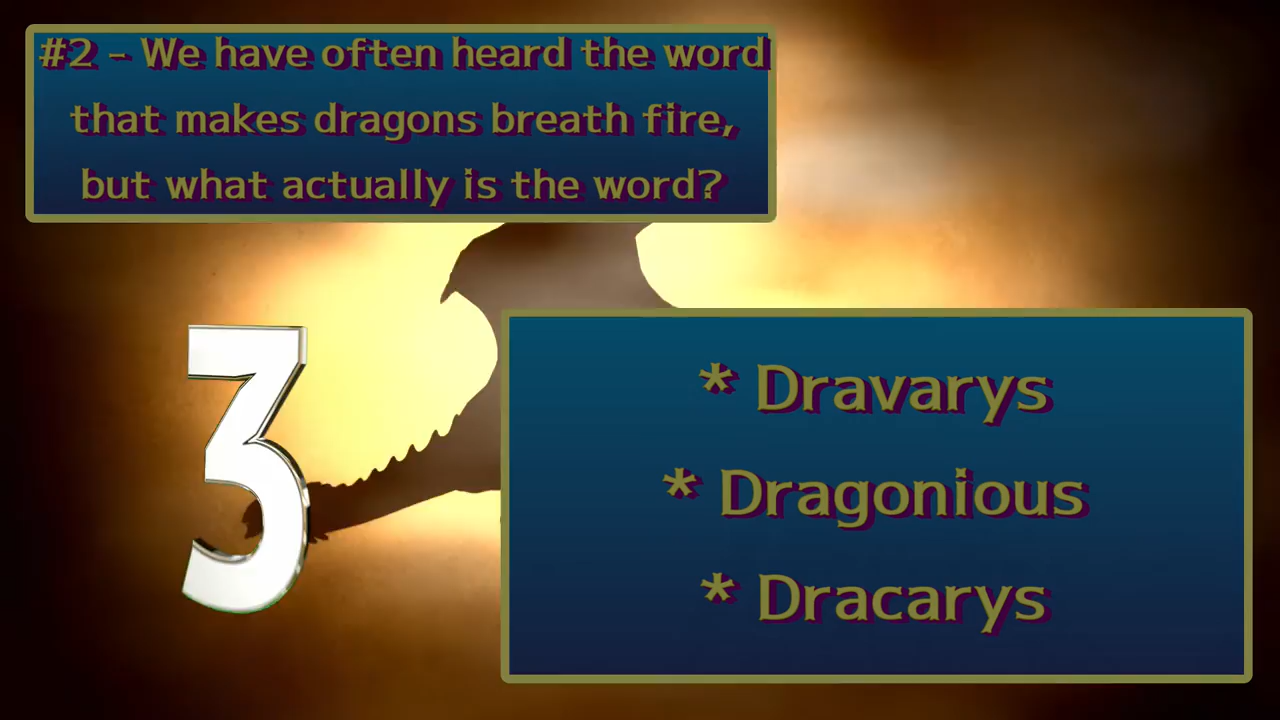 #2 - We have often heard the word
that makes dragons breath fire,
but what actually is the word?
3
* Dravarys
* Dragonious
* Dracarys